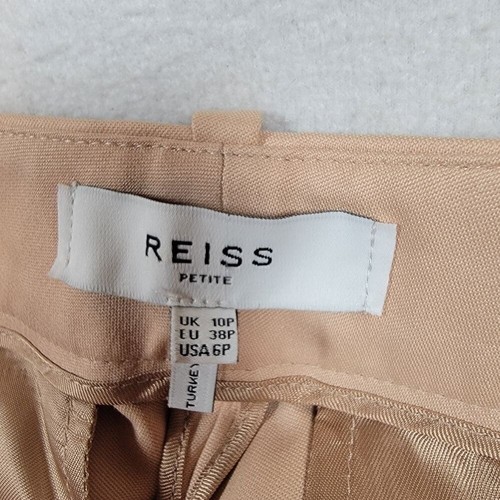 REISS
PETITE
UK 10P
EU 38P
USA 6P
TURKEY